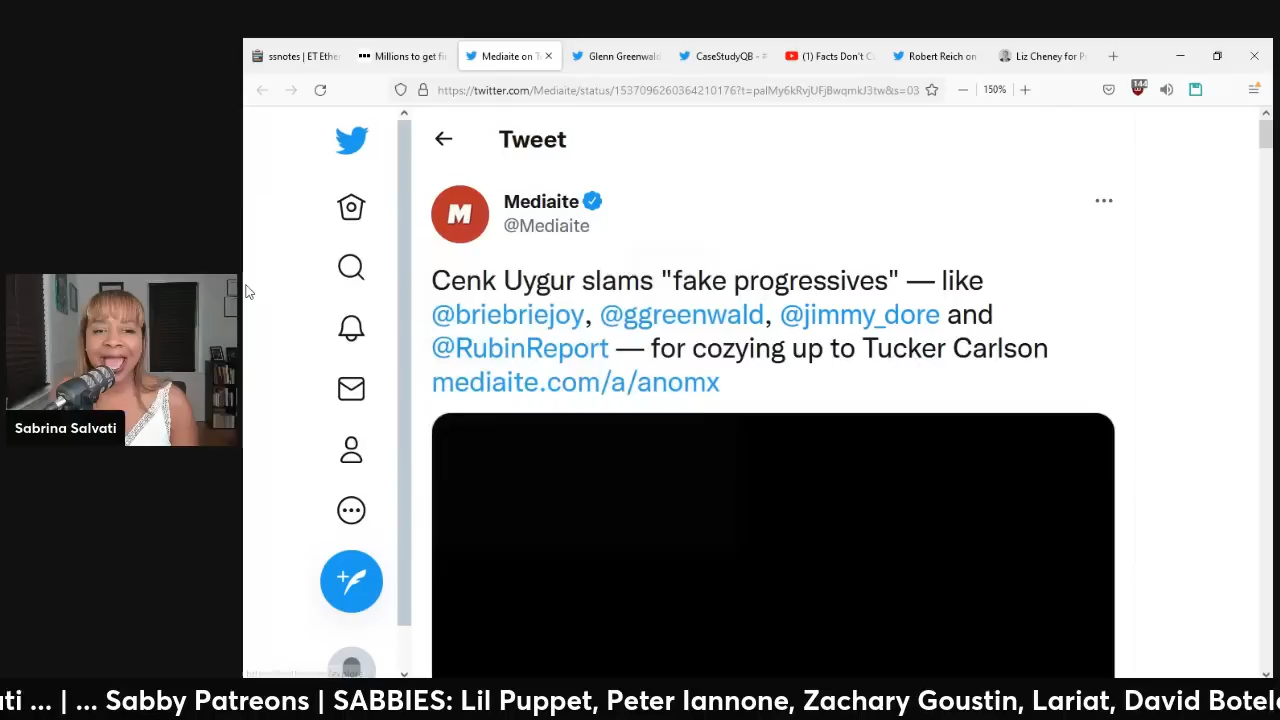 ssnotes | ET Ether
Millions to get fi
Mediaite on T
Glenn Greenwald
CaseStudyQB - #
(1) Facts Don't C
Robert Reich on
Liz Cheney for P
https://twitter.com/Mediaite/status/1537096260364210176?t=palMy6kRvjUFjBwqmkJ3tw&s=03
150%
144
Tweet
M
Mediaite
@Mediaite
Cenk Uygur slams "fake progressives" — like
@briebriejoy, @ggreenwald, @jimmy_dore and
@RubinReport — for cozying up to Tucker Carlson
mediaite.com/a/anomx
Sabrina Salvati
ati ... | ... Sabby Patreons | SABBIES: Lil Puppet, Peter Iannone, Zachary Goustin, Lariat, David Botel